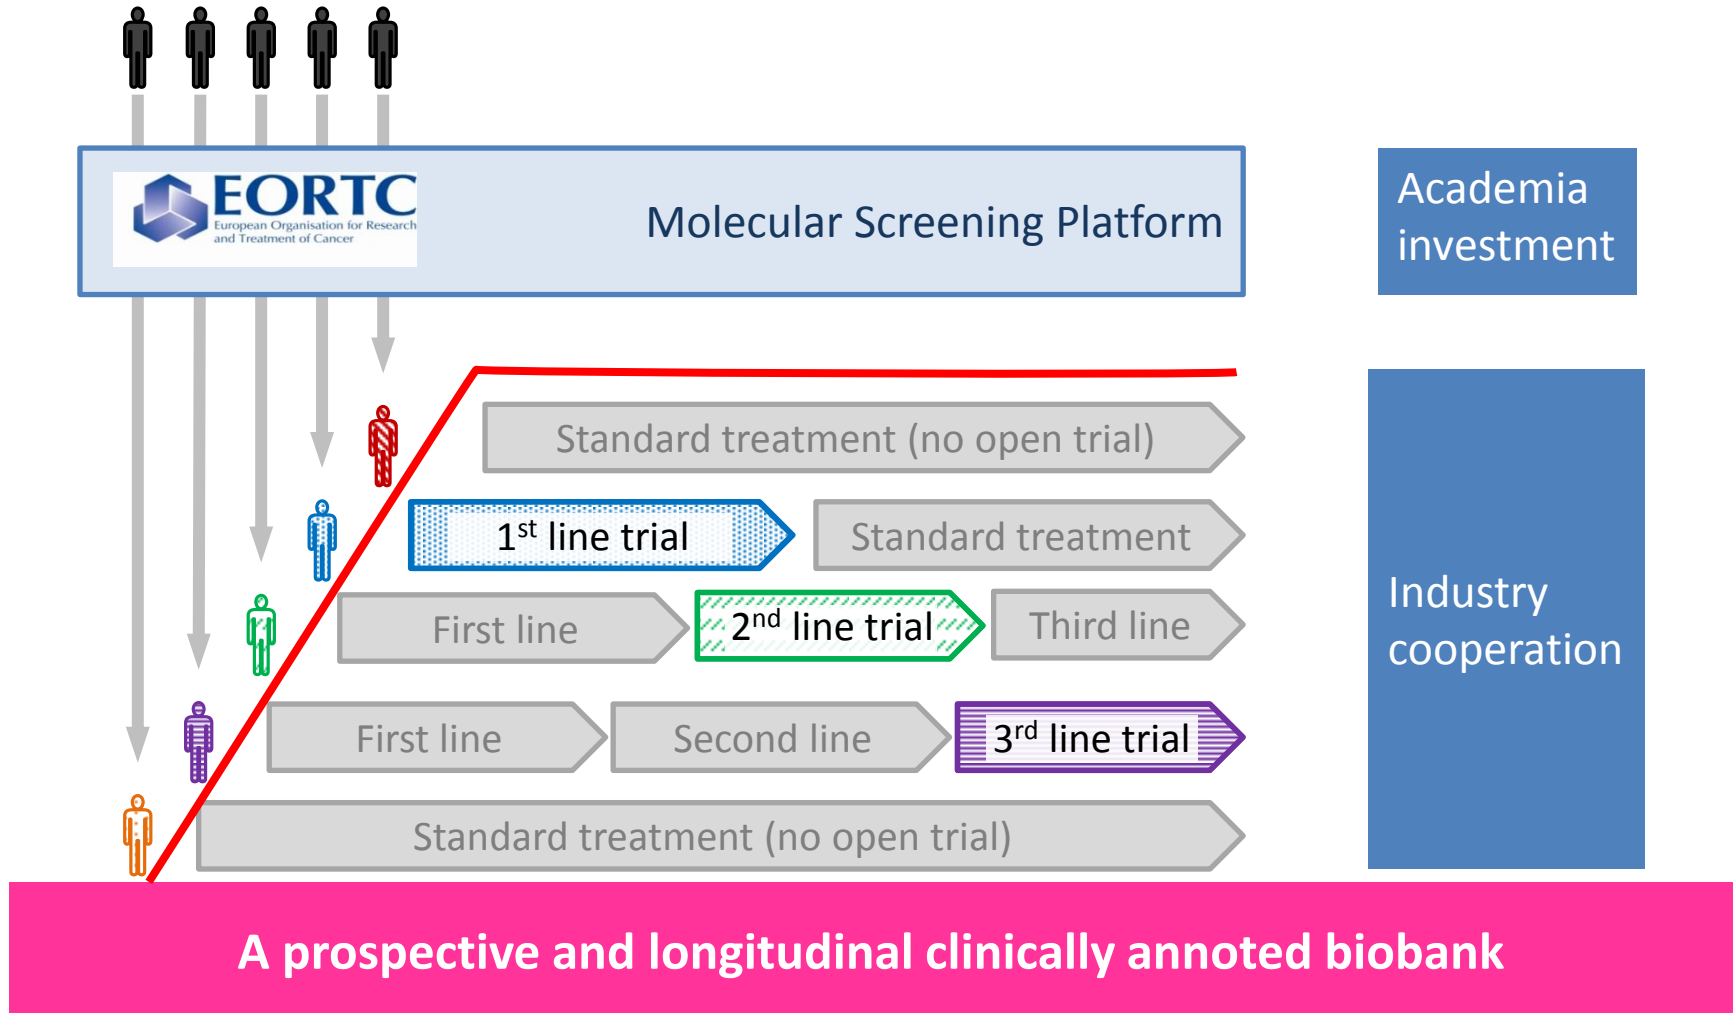 EORTC
European Organisation for Research
and Treatment of Cancer
Molecular Screening Platform
Academia
investment
Standard treatment (no open trial)
1st line trial
Standard treatment
First line
2nd line trial
Third line
First line
Second line
3rd line trial
Standard treatment (no open trial)
Industry
cooperation
A prospective and longitudinal clinically annoted biobank